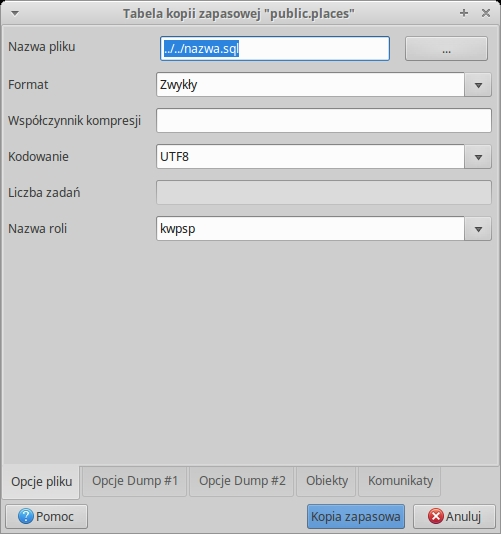 Tabela kopii zapasowej "public.places"
Nazwa pliku ../../nazwa.sql ...
Format Zwykły
Współczynnik kompresji
Kodowanie UTF8
Liczba zadań
Nazwa roli kwpsp
Opcje pliku Opcje Dump #1 Opcje Dump #2 Obiekty Komunikaty
Pomoc Kopia zapasowa Anuluj